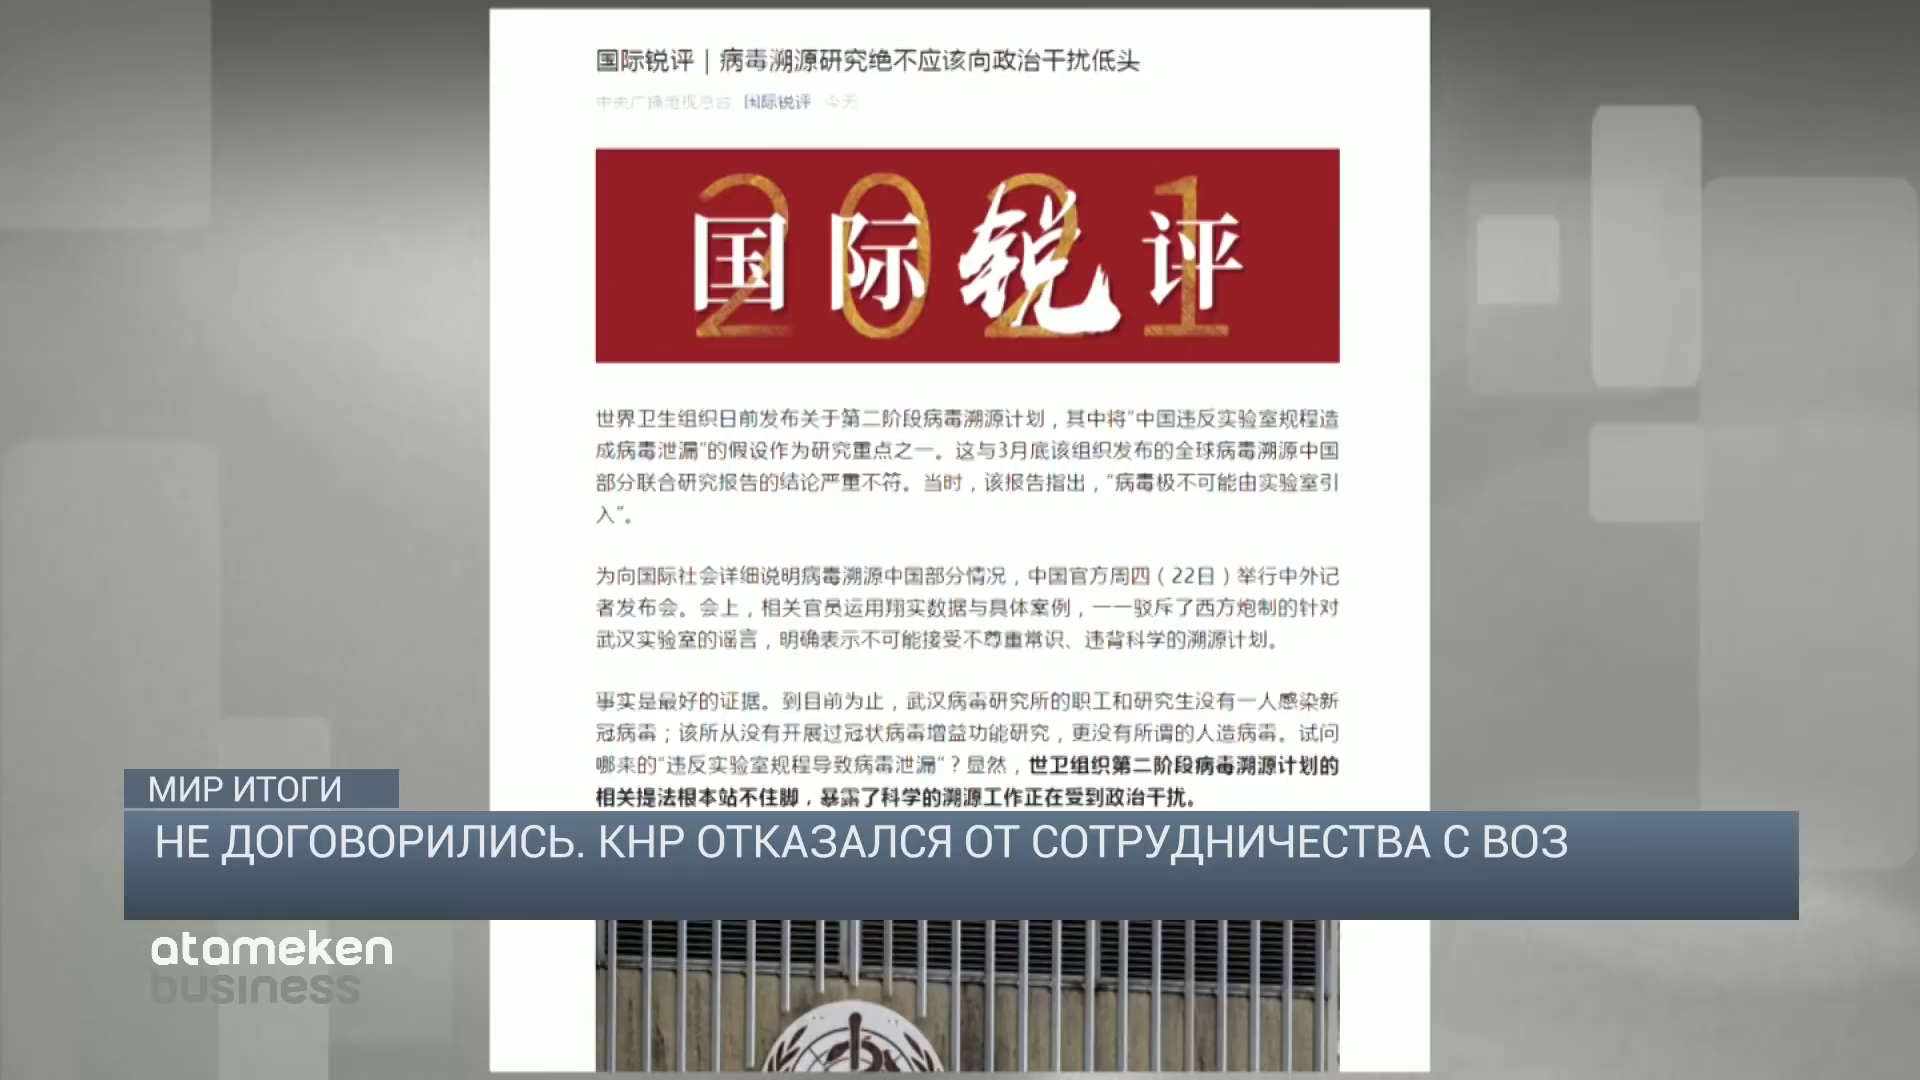 国际锐评｜病毒溯源研究绝不应该向政治干扰低头
中央广播电视总台 国际锐评 今天
2021
国际锐评
世界卫生组织日前发布关于第二阶段病毒溯源计划，其中将“中国违反实验室规程造
成病毒泄漏”的假设作为研究重点之一。这与3月底该组织发布的全球病毒溯源中国
部分联合研究报告的结论严重不符。当时，该报告指出，“病毒极不可能由实验室引
入”。
为向国际社会详细说明病毒溯源中国部分情况，中国官方周四（22日）举行中外记
者发布会。会上，相关官员运用翔实数据与具体案例，一一驳斥了西方炮制的针对
武汉实验室的谣言，明确表示不可能接受不尊重常识、违背科学的溯源计划。
事实是最好的证据。到目前为止，武汉病毒研究所的职工和研究生没有一人感染新
冠病毒；该所从没有开展过冠状病毒增益功能研究，更没有所谓的人造病毒。试问
哪来的“违反实验室规程导致病毒泄漏”？显然，世卫组织第二阶段病毒溯源计划的
相关提法根本站不住脚，暴露了科学的溯源工作正在受到政治干扰。
МИР ИТОГИ
НЕ ДОГОВОРИЛИСЬ. КНР ОТКАЗАЛСЯ ОТ СОТРУДНИЧЕСТВА С ВОЗ
atameken
business